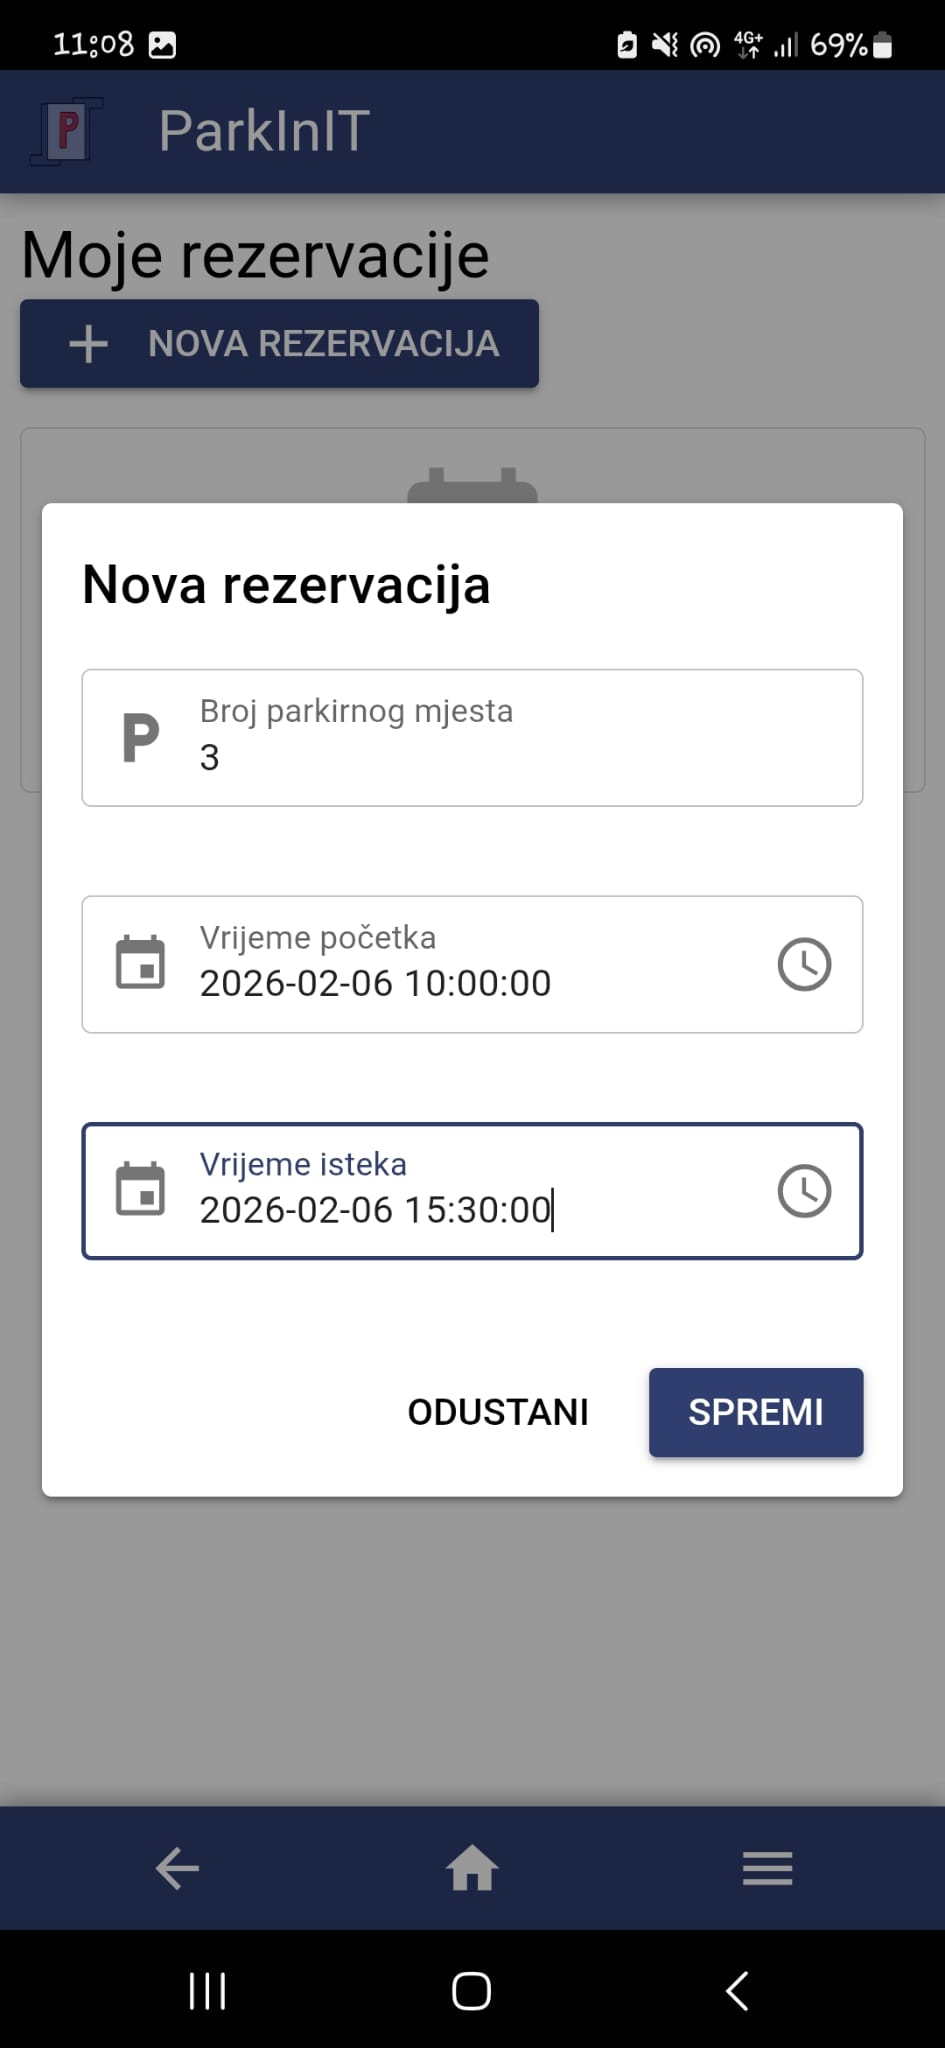 11:08
4G+
69%
P
ParkInIT
Moje rezervacije
NOVA REZERVACIJA
Nova rezervacija
P
Broj parkirnog mjesta
3
Vrijeme početka
2026-02-06 10:00:00
Vrijeme isteka
2026-02-06 15:30:00
ODUSTANI
SPREMI